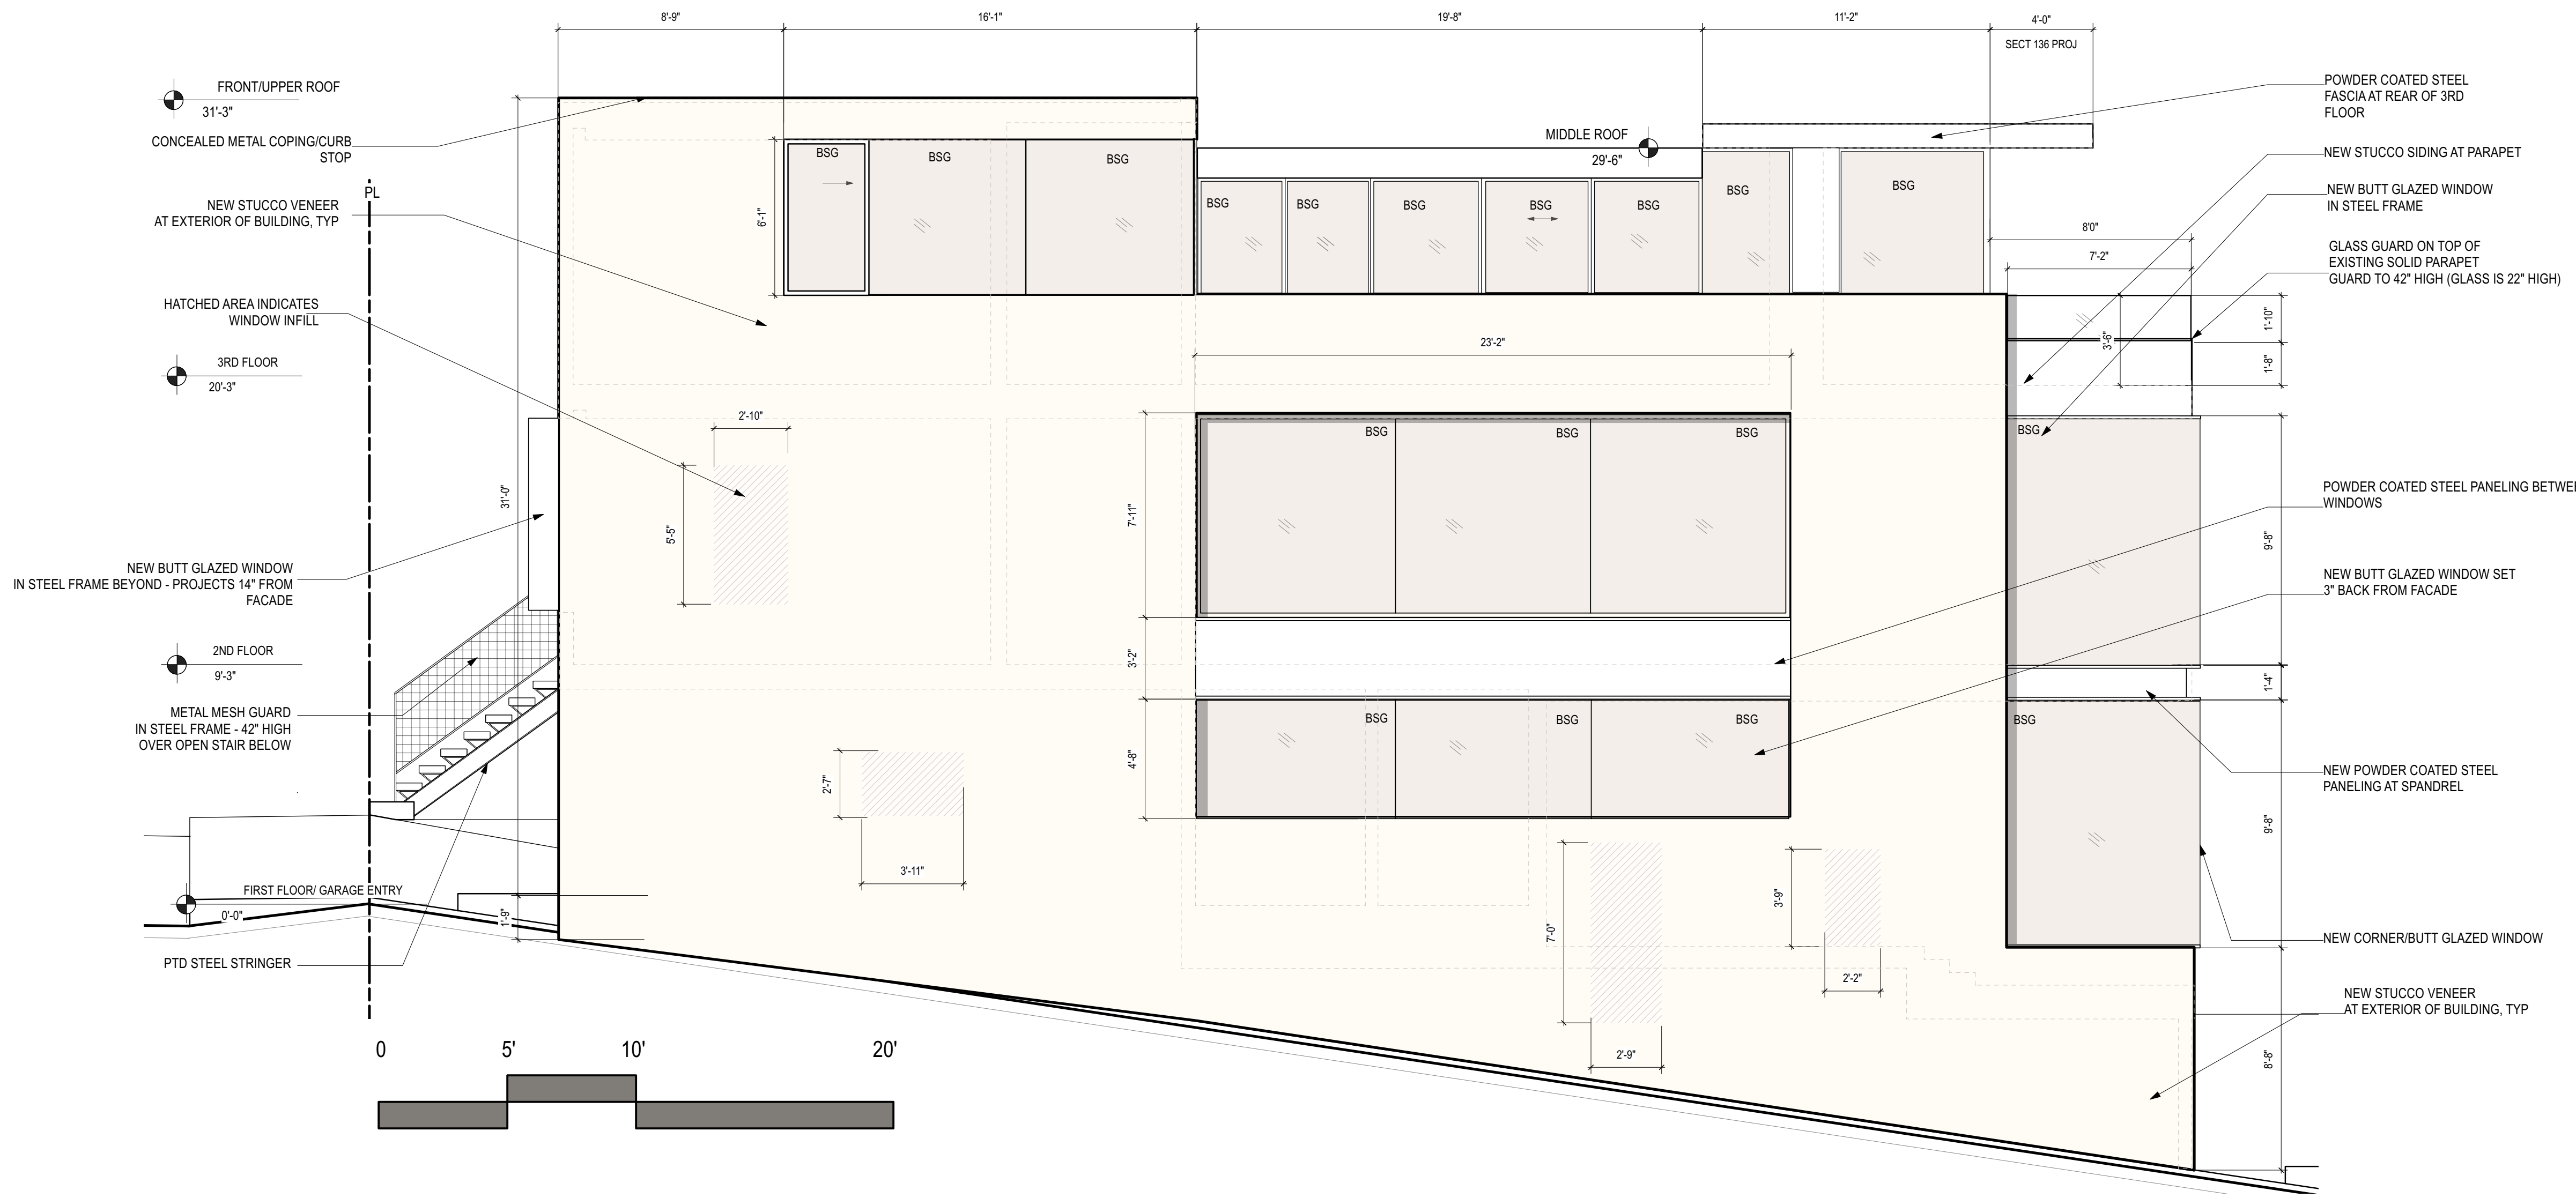 8'-9"
16'-1"
19'-8"
11'-2"
4'-0"
SECT 136 PROJ
FRONT/UPPER ROOF
31'-3"
CONCEALED METAL COPING/CURB
STOP
PL
NEW STUCCO VENEER
AT EXTERIOR OF BUILDING, TYP
HATCHED AREA INDICATES
WINDOW INFILL
3RD FLOOR
20'-3"
NEW BUTT GLAZED WINDOW
IN STEEL FRAME BEYOND - PROJECTS 14" FROM
FACADE
2ND FLOOR
9'-3"
METAL MESH GUARD
IN STEEL FRAME - 42" HIGH
OVER OPEN STAIR BELOW
FIRST FLOOR/ GARAGE ENTRY
0'-0"
PTD STEEL STRINGER
31'-0"
1'-9"
6'-1"
BSG
BSG
BSG
MIDDLE ROOF
29'-6"
BSG
BSG
BSG
BSG
BSG
BSG
BSG
2'-10"
5'-5"
23'-2"
7'-11"
BSG
BSG
BSG
3'-2"
4'-8"
BSG
BSG
BSG
2'-7"
3'-11"
7'-0"
2'-9"
3'-9"
2'-2"
8'0"
7'-2"
3'-6"
1'-10"
1'-8"
BSG
9'-8"
1'-4"
BSG
9'-8"
8'-8"
POWDER COATED STEEL
FASCIA AT REAR OF 3RD
FLOOR
NEW STUCCO SIDING AT PARAPET
NEW BUTT GLAZED WINDOW
IN STEEL FRAME
GLASS GUARD ON TOP OF
EXISTING SOLID PARAPET
GUARD TO 42" HIGH (GLASS IS 22" HIGH)
POWDER COATED STEEL PANELING BETWE
WINDOWS
NEW BUTT GLAZED WINDOW SET
3" BACK FROM FACADE
NEW POWDER COATED STEEL
PANELING AT SPANDREL
NEW CORNER/BUTT GLAZED WINDOW
NEW STUCCO VENEER
AT EXTERIOR OF BUILDING, TYP
0 5' 10' 20'